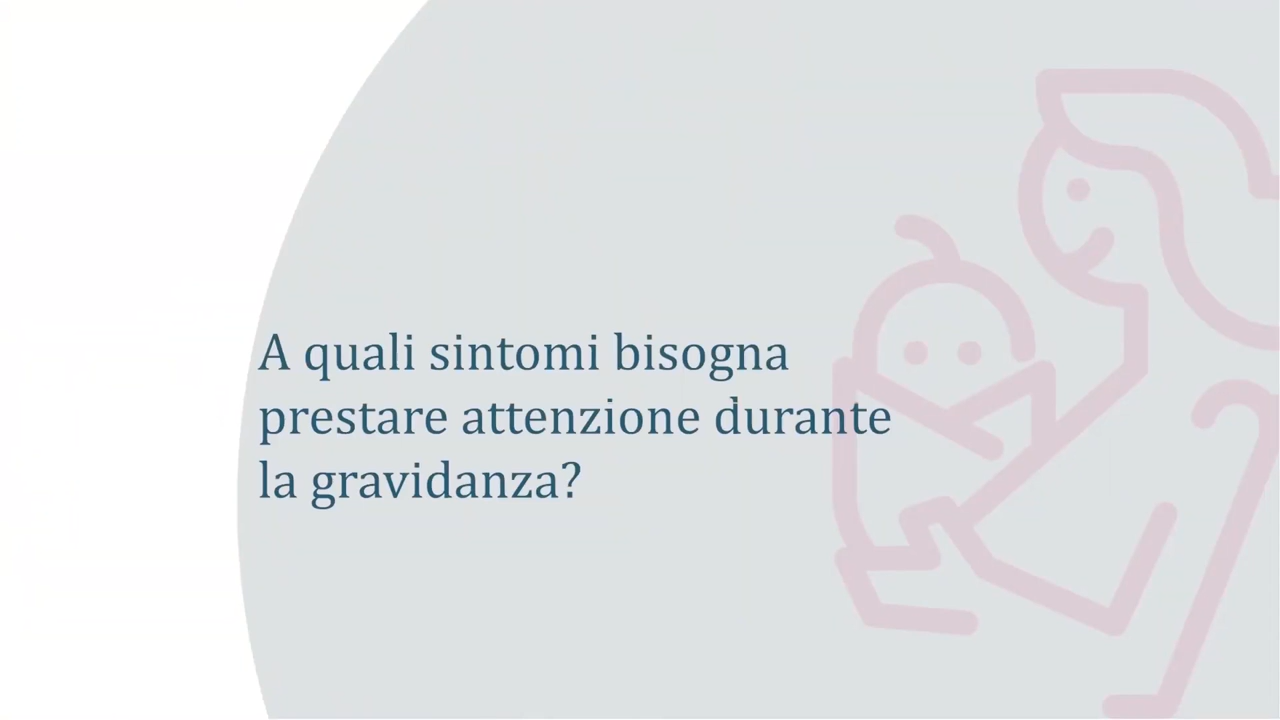 A quali sintomi bisogna
prestare attenzione durante
la gravidanza?